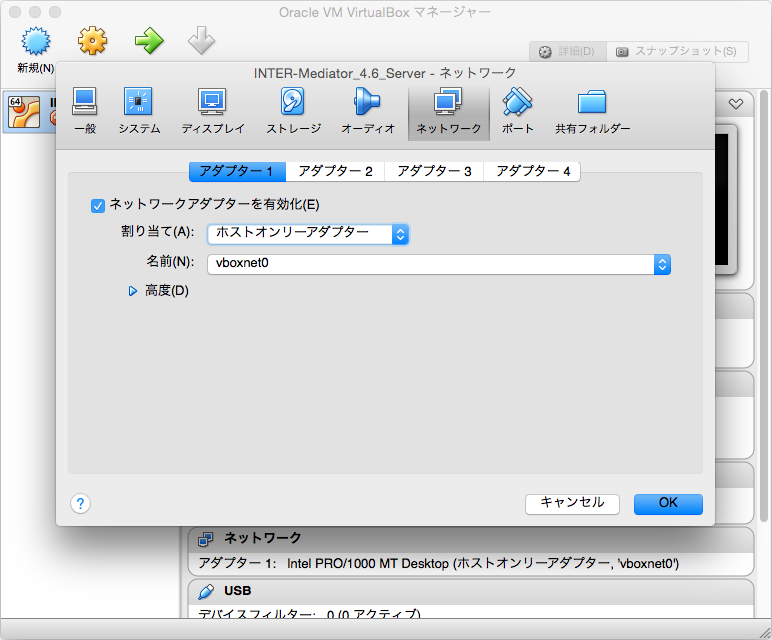 Oracle VM VirtualBox マネージャー
新規(N)
詳細(D)
スナップショット(S)
INTER-Mediator_4.6_Server - ネットワーク
一般
システム
ディスプレイ
ストレージ
オーディオ
ネットワーク
ポート
共有フォルダー
64
アダプター 1
アダプター 2
アダプター 3
アダプター 4
ネットワークアダプターを有効化(E)
割り当て(A):
ホストオンリーアダプター
名前(N):
vboxnet0
高度(D)
?
キャンセル
OK
ネットワーク
アダプター 1: Intel PRO/1000 MT Desktop (ホストオンリーアダプター, 'vboxnet0')
USB
デバイスフィルター: 0 (0 アクティブ)